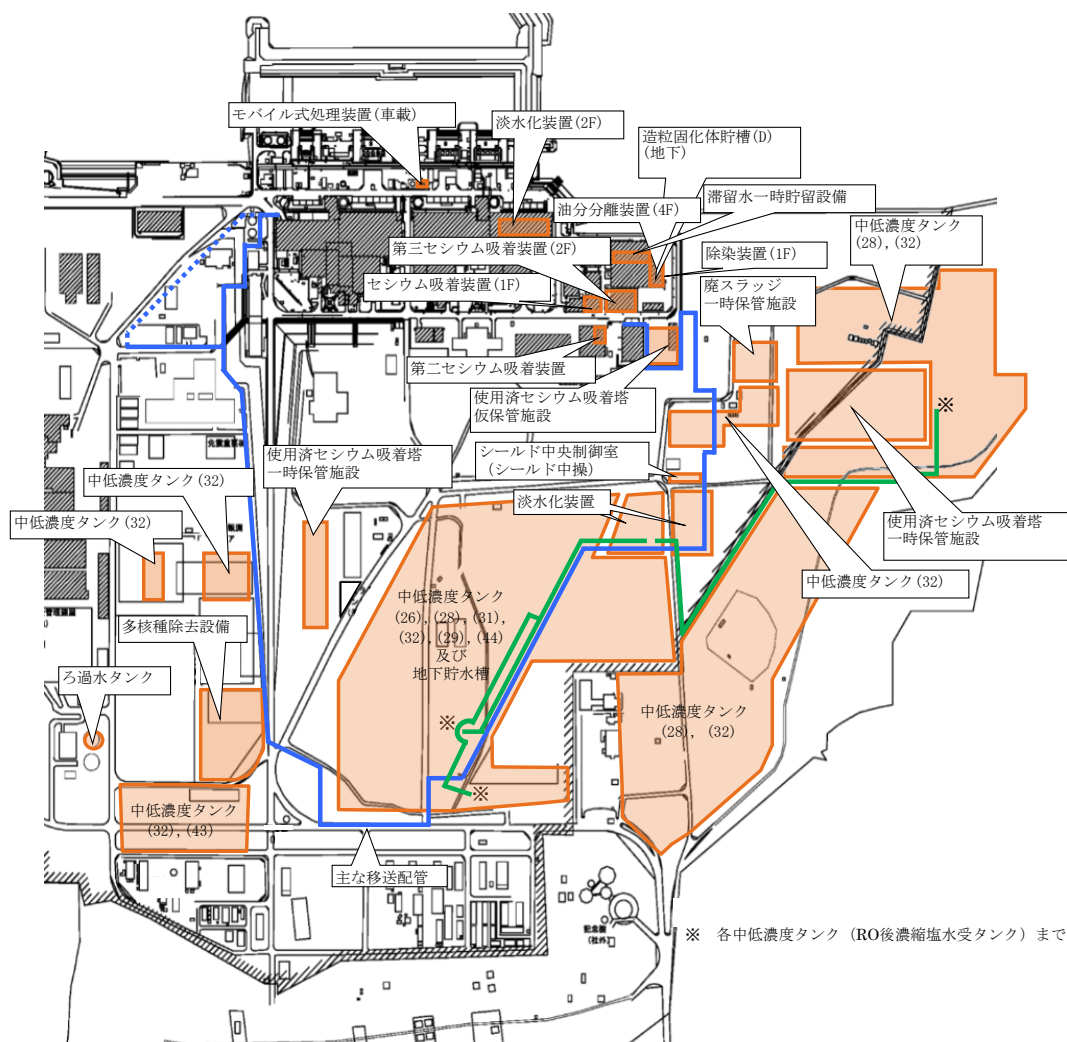 モバイル式処理装置(車載)
淡水化装置(2F)
造粒固化体貯槽(D)
(地下)
滞留水一時貯留設備
油分分離装置(4F)
中低濃度タンク
(28), (32)
第三セシウム吸着装置(2F)
除染装置(1F)
セシウム吸着装置(1F)
廃スラッジ
一時保管施設
第二セシウム吸着装置
使用済セシウム吸着塔
仮保管施設
使用済セシウム吸着塔
一時保管施設
シールド中央制御室
(シールド中操)
中低濃度タンク(32)
淡水化装置
中低濃度タンク(32)
使用済セシウム吸着塔
一時保管施設
中低濃度タンク(32)
※
中低濃度タンク
(26), (28), (31),
(32), (29), (44)
及び
地下貯水槽
多核種除去設備
ろ過水タンク
※
※
中低濃度タンク
(28), (32)
中低濃度タンク
(32), (43)
主な移送配管
※ 各中低濃度タンク（RO後濃縮塩水受タンク）まで